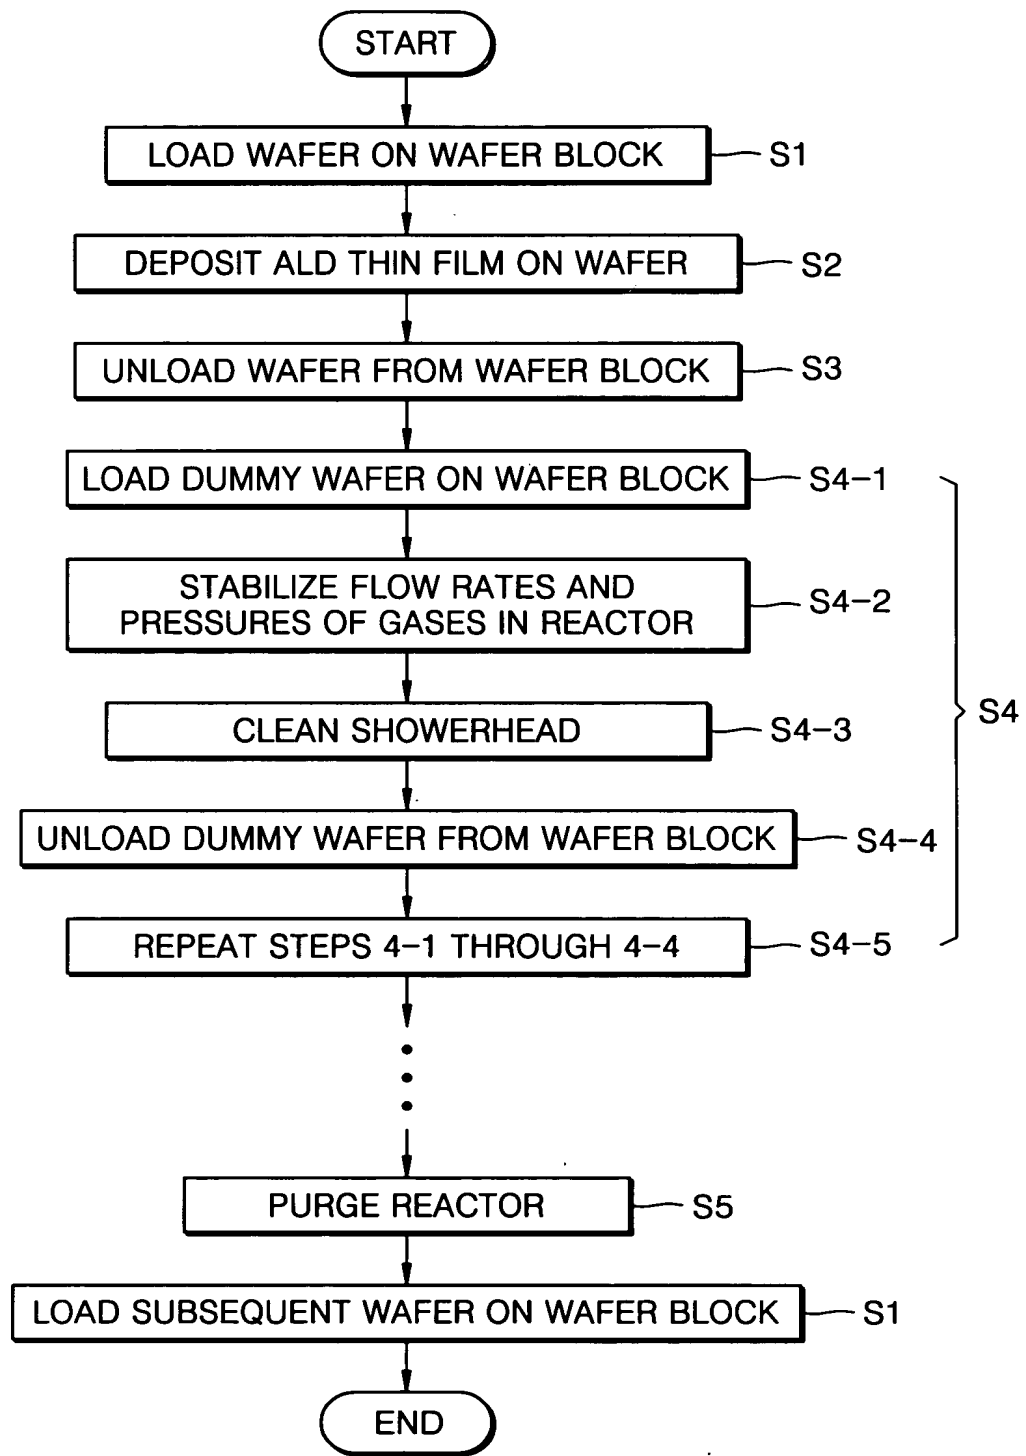 START
LOAD WAFER ON WAFER BLOCK
S1
DEPOSIT ALD THIN FILM ON WAFER
S2
UNLOAD WAFER FROM WAFER BLOCK
S3
LOAD DUMMY WAFER ON WAFER BLOCK
S4-1
STABILIZE FLOW RATES AND
PRESSURES OF GASES IN REACTOR
S4-2
CLEAN SHOWERHEAD
S4-3
S4
UNLOAD DUMMY WAFER FROM WAFER BLOCK
S4-4
REPEAT STEPS 4-1 THROUGH 4-4
S4-5
PURGE REACTOR
S5
LOAD SUBSEQUENT WAFER ON WAFER BLOCK
S1
END